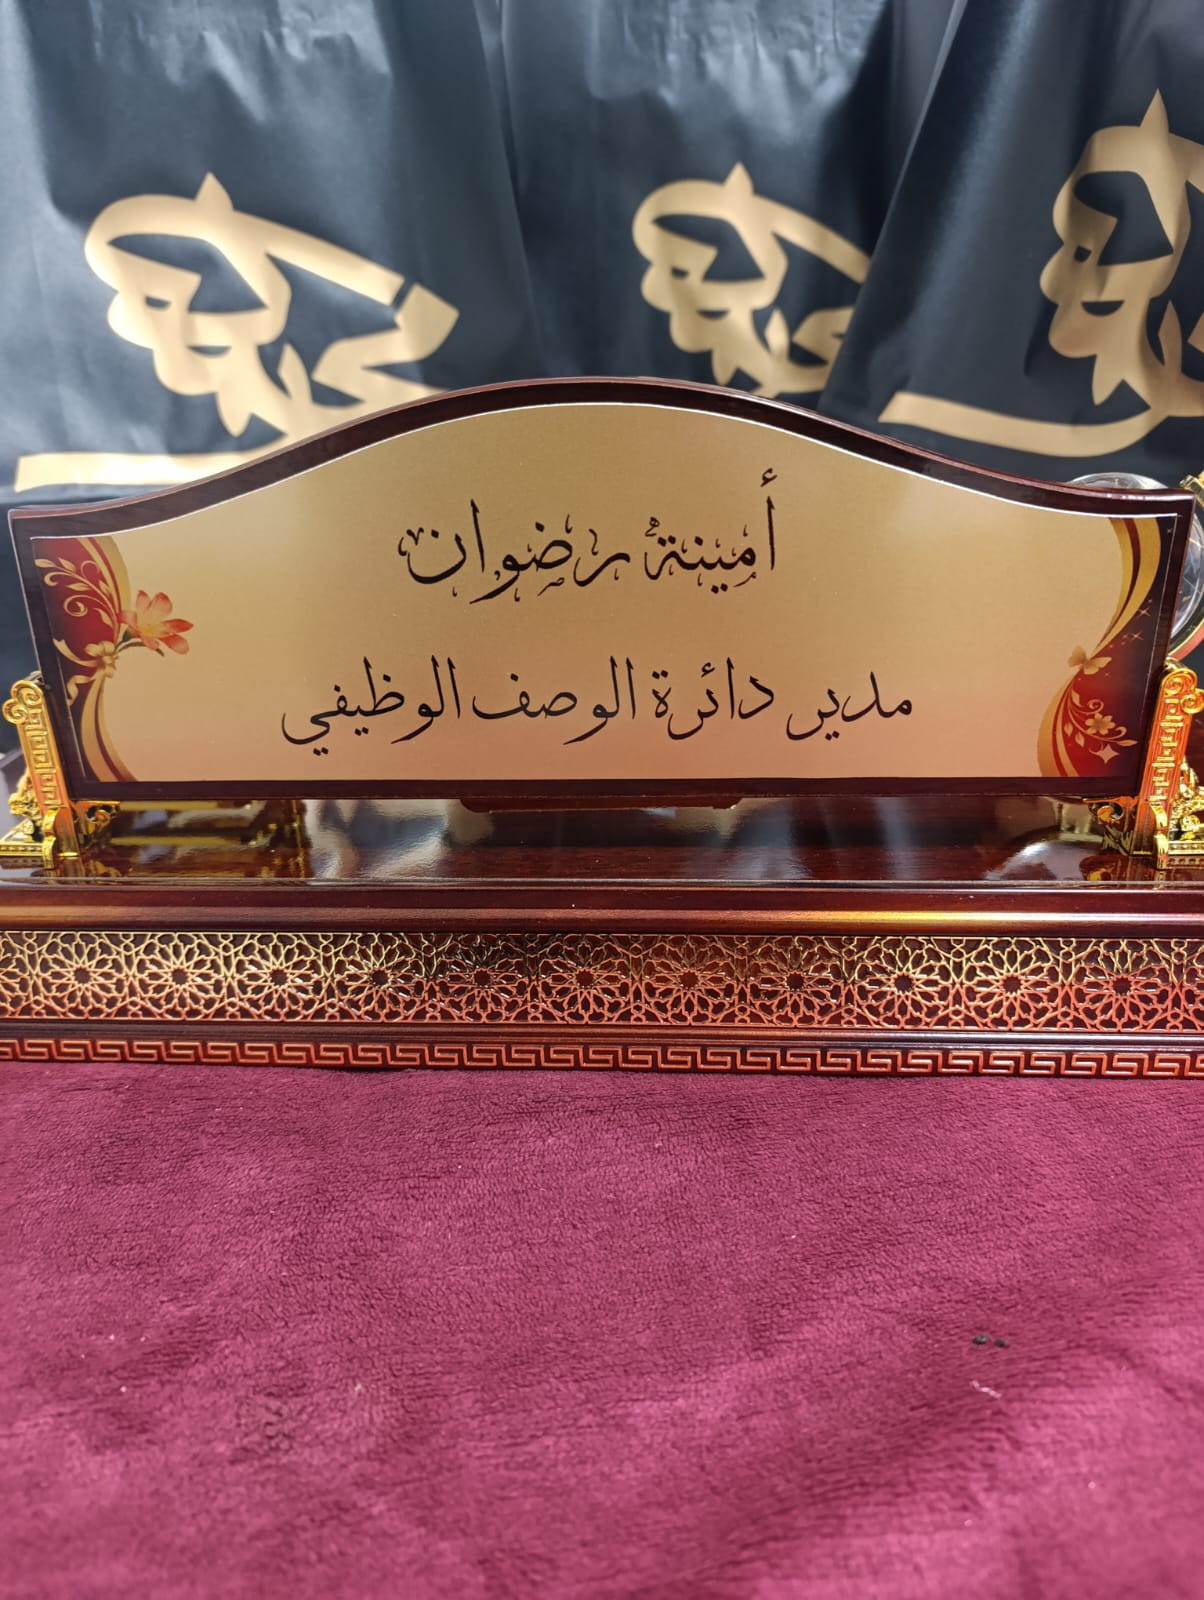 أمينة رضوان
مدير دائرة الوصف الوظيفي